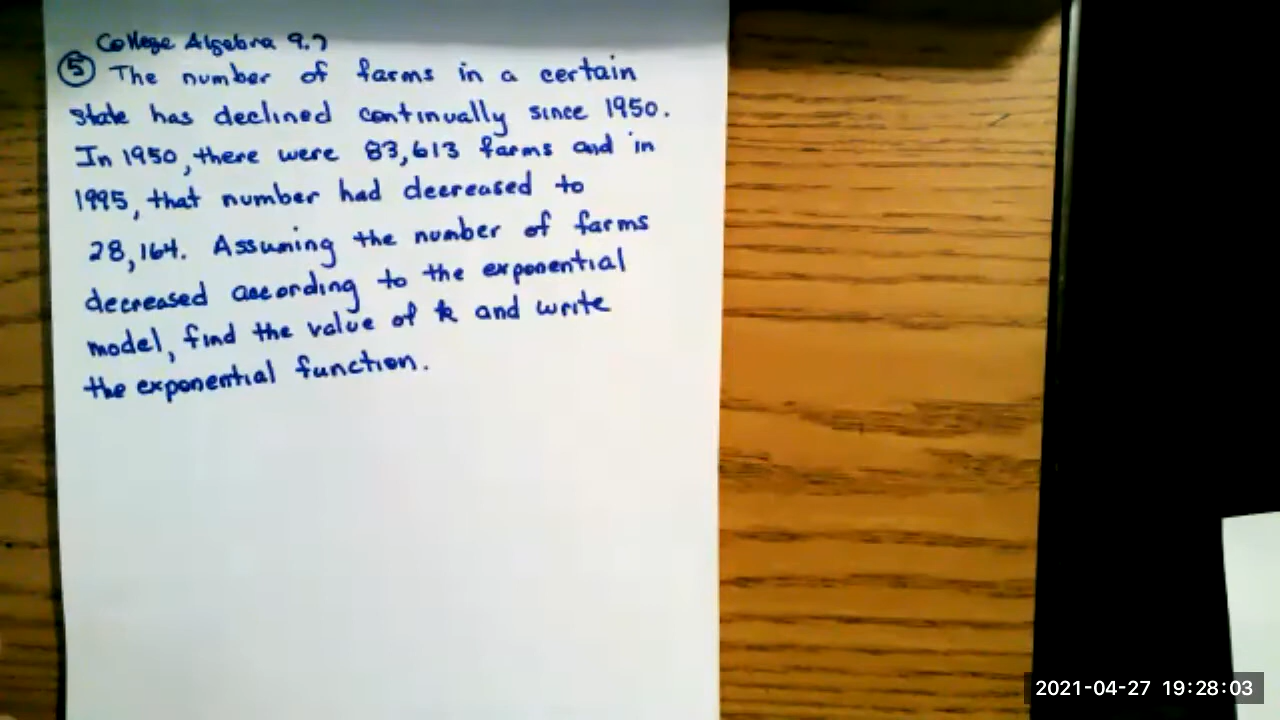 College Algebra 9.7
⑤ The number of farms in a certain
state has declined continually since 1950.
In 1950, there were 83,613 farms and in
1995, that number had decreased to
28,164. Assuming the number of farms
decreased according to the exponential
model, find the value of k and write
the exponential function.
2021-04-27 19:28:03